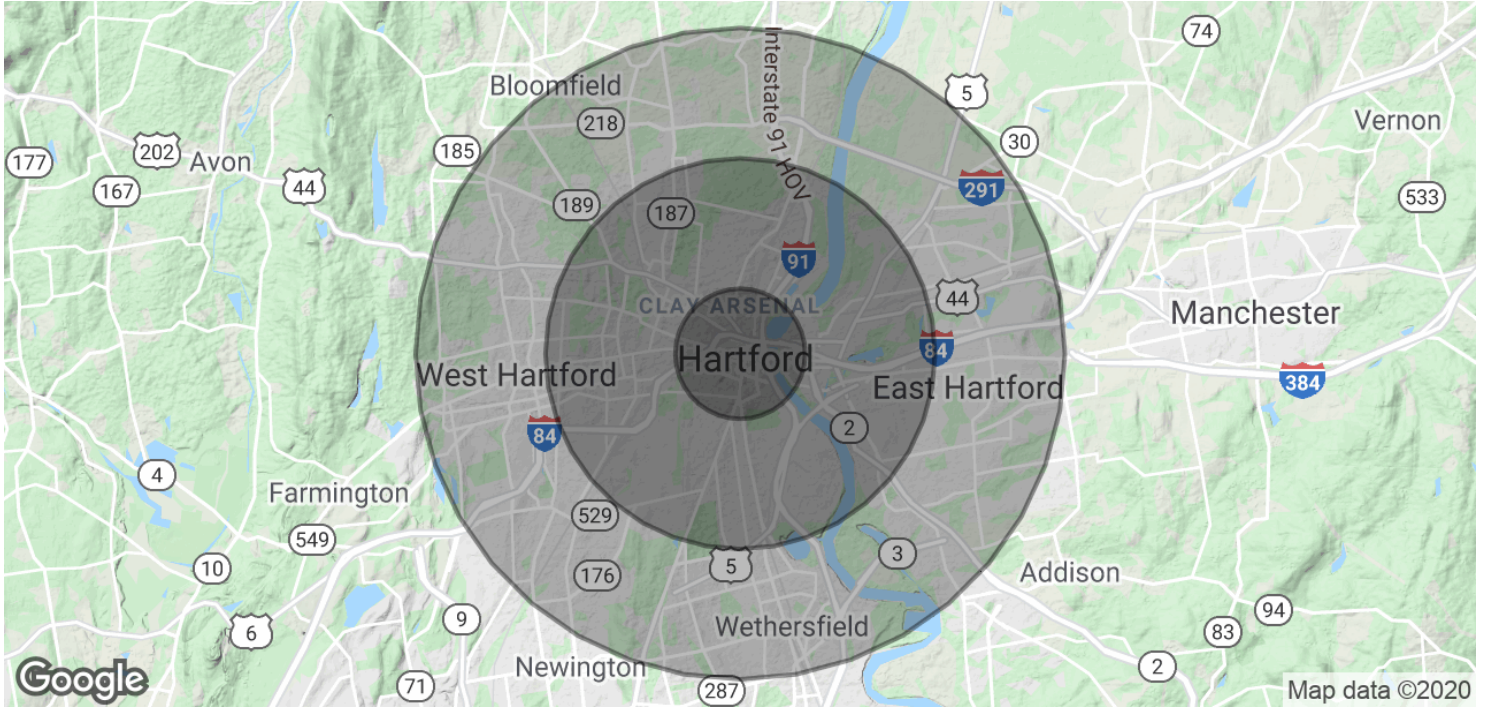 74
5
Interstate 91 HOV
Bloomfield
218
Vernon
30
202
185
177
Avon
44
167
291
533
189
187
91
44
CLAY ARSENAL
Manchester
84
Hartford
West Hartford
East Hartford
384
2
84
4
Farmington
529
549
3
5
10
176
Addison
94
9
Wethersfield
6
83
Newington
2
71
287
Google
Map data ©2020